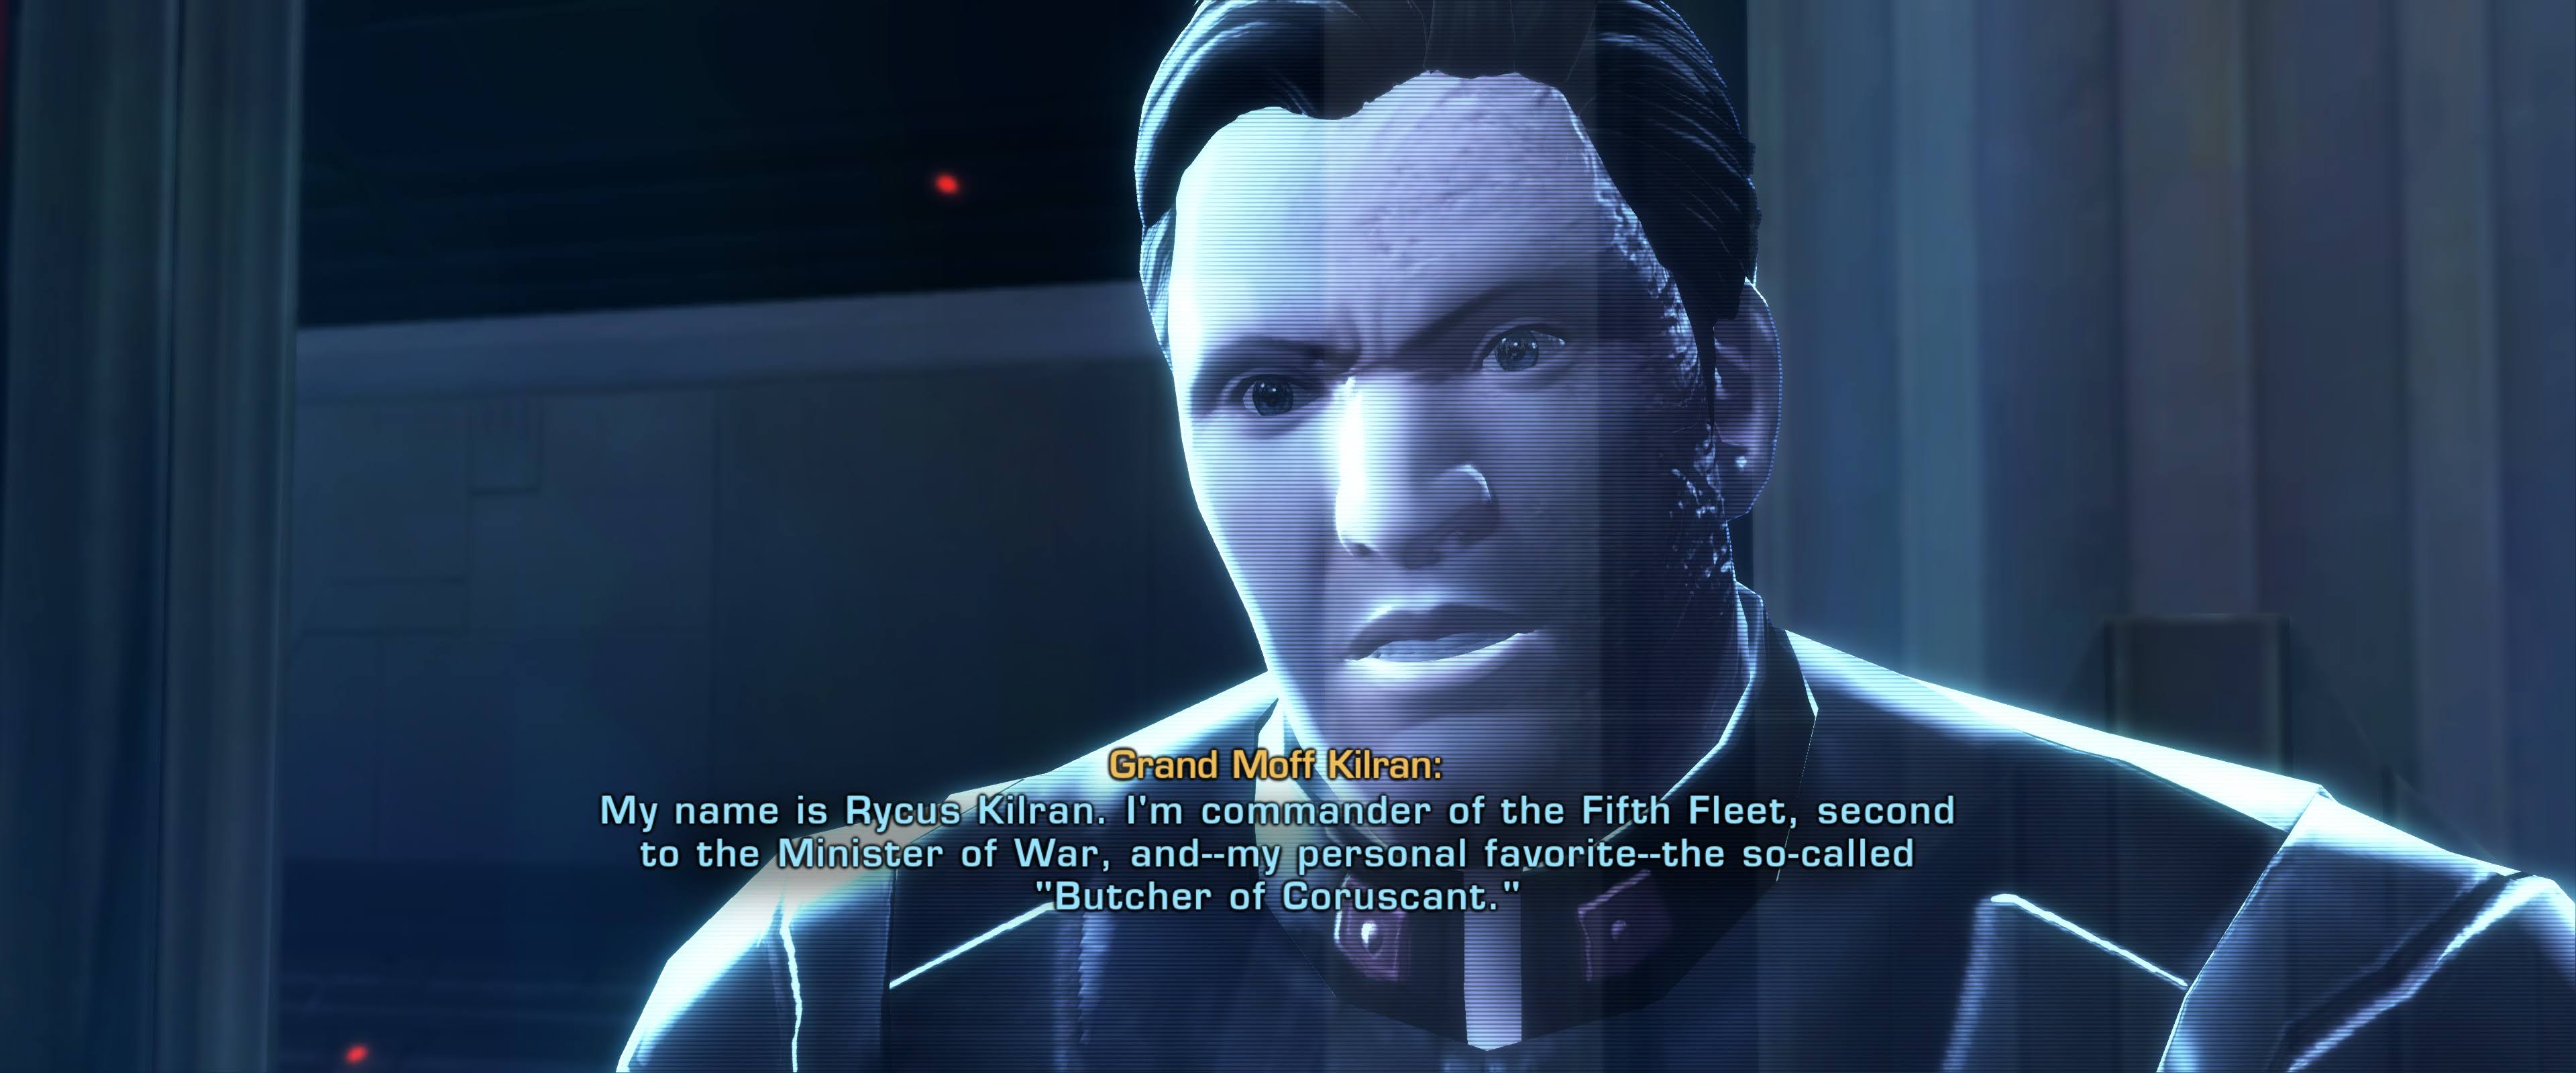 Grand Moff Kilran:
My name is Rycus Kilran. I'm commander of the Fifth Fleet, second
to the Minister of War, and--my personal favorite--the so-called
"Butcher of Coruscant."